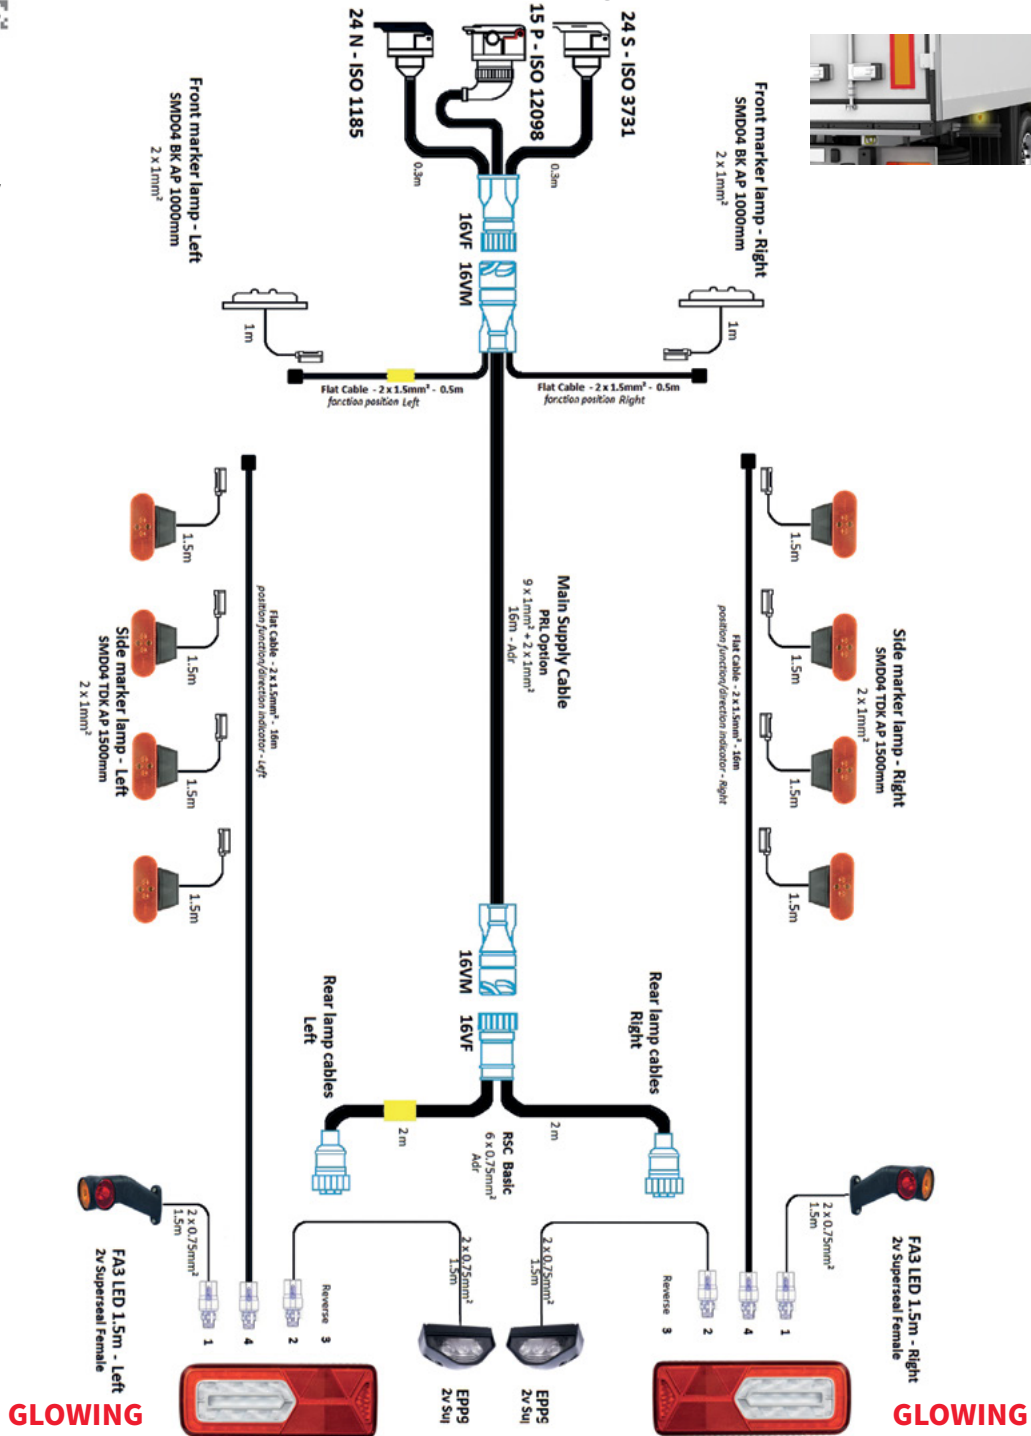 24 N - ISO 1185
15 P - ISO 12098
24 S - ISO 3731
0.3m
0.3m
Front marker lamp - Left
SMD04 BK AP 1000mm
2 x 1mm²
Front marker lamp - Right
SMD04 BK AP 1000mm
2 x 1mm²
16VF
16VM
1m
1m
Flat Cable - 2 x 1.5mm² - 0.5m
fonction position Left
Flat Cable - 2 x 1.5mm² - 0.5m
fonction position Right
1.5m
1.5m
1.5m
1.5m
Side marker lamp - Left
SMD04 TDK AP 1500mm
2 x 1mm²
Flat Cable - 2 x 1.5mm² - 16m
position function/direction indicator - Left
Main Supply Cable
PRL Option
9 x 1mm² + 2 x 1mm²
16m - Adr
Flat Cable - 2 x 1.5mm² - 16m
position function/direction indicator - Right
1.5m
1.5m
1.5m
1.5m
Side marker lamp - Right
SMD04 TDK AP 1500mm
2 x 1mm²
16VM
16VF
Rear lamp cables
Left
Rear lamp cables
Right
2m
2m
RSC Basic
6 x 0.75mm²
Adr
2 x 0.75mm²
1.5m
2 x 0.75mm²
1.5m
2 x 0.75mm²
1.5m
2 x 0.75mm²
1.5m
FA3 LED 1.5m - Left
2v Superseal Female
FA3 LED 1.5m - Right
2v Superseal Female
1
4
2
Reverse 3
Reverse 3
2
4
1
EPP9
2v Suj
EPP9
2v Suj
GLOWING
GLOWING